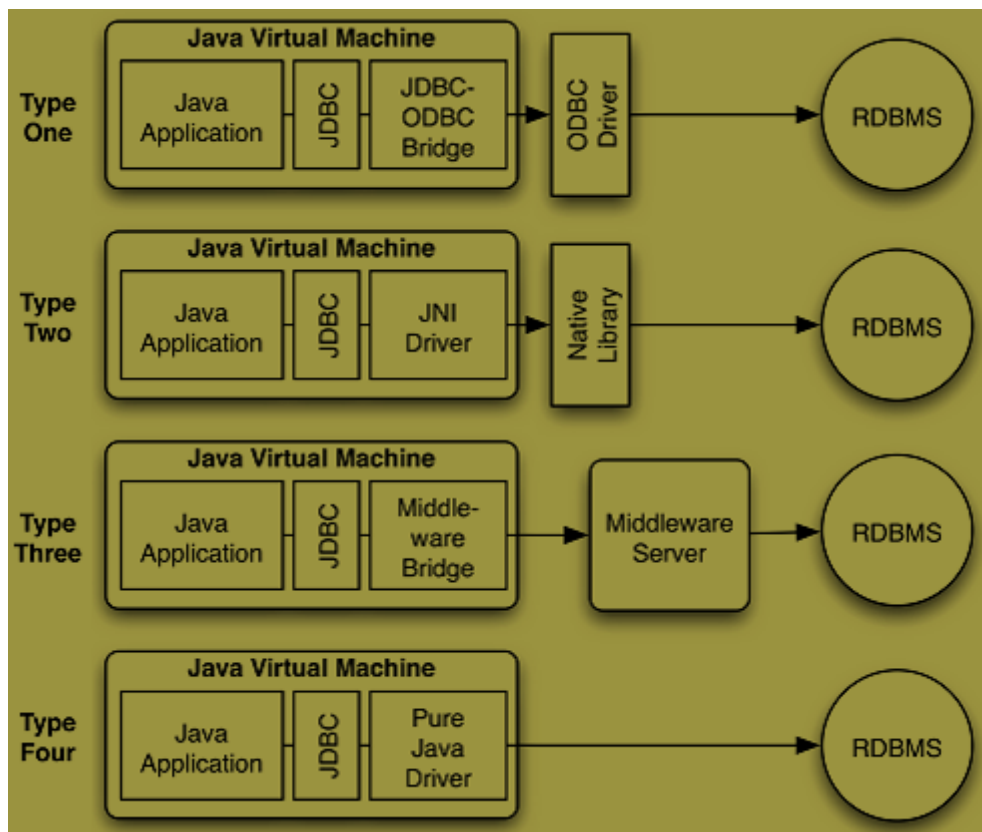 Java Virtual Machine
Type
One
Java
Application
JDBC
JDBC-
ODBC
Bridge
ODBC
Driver
RDBMS
Java Virtual Machine
Type
Two
Java
Application
JDBC
JNI
Driver
Native
Library
RDBMS
Java Virtual Machine
Type
Three
Java
Application
JDBC
Middle-
ware
Bridge
Middleware
Server
RDBMS
Java Virtual Machine
Type
Four
Java
Application
JDBC
Pure
Java
Driver
RDBMS